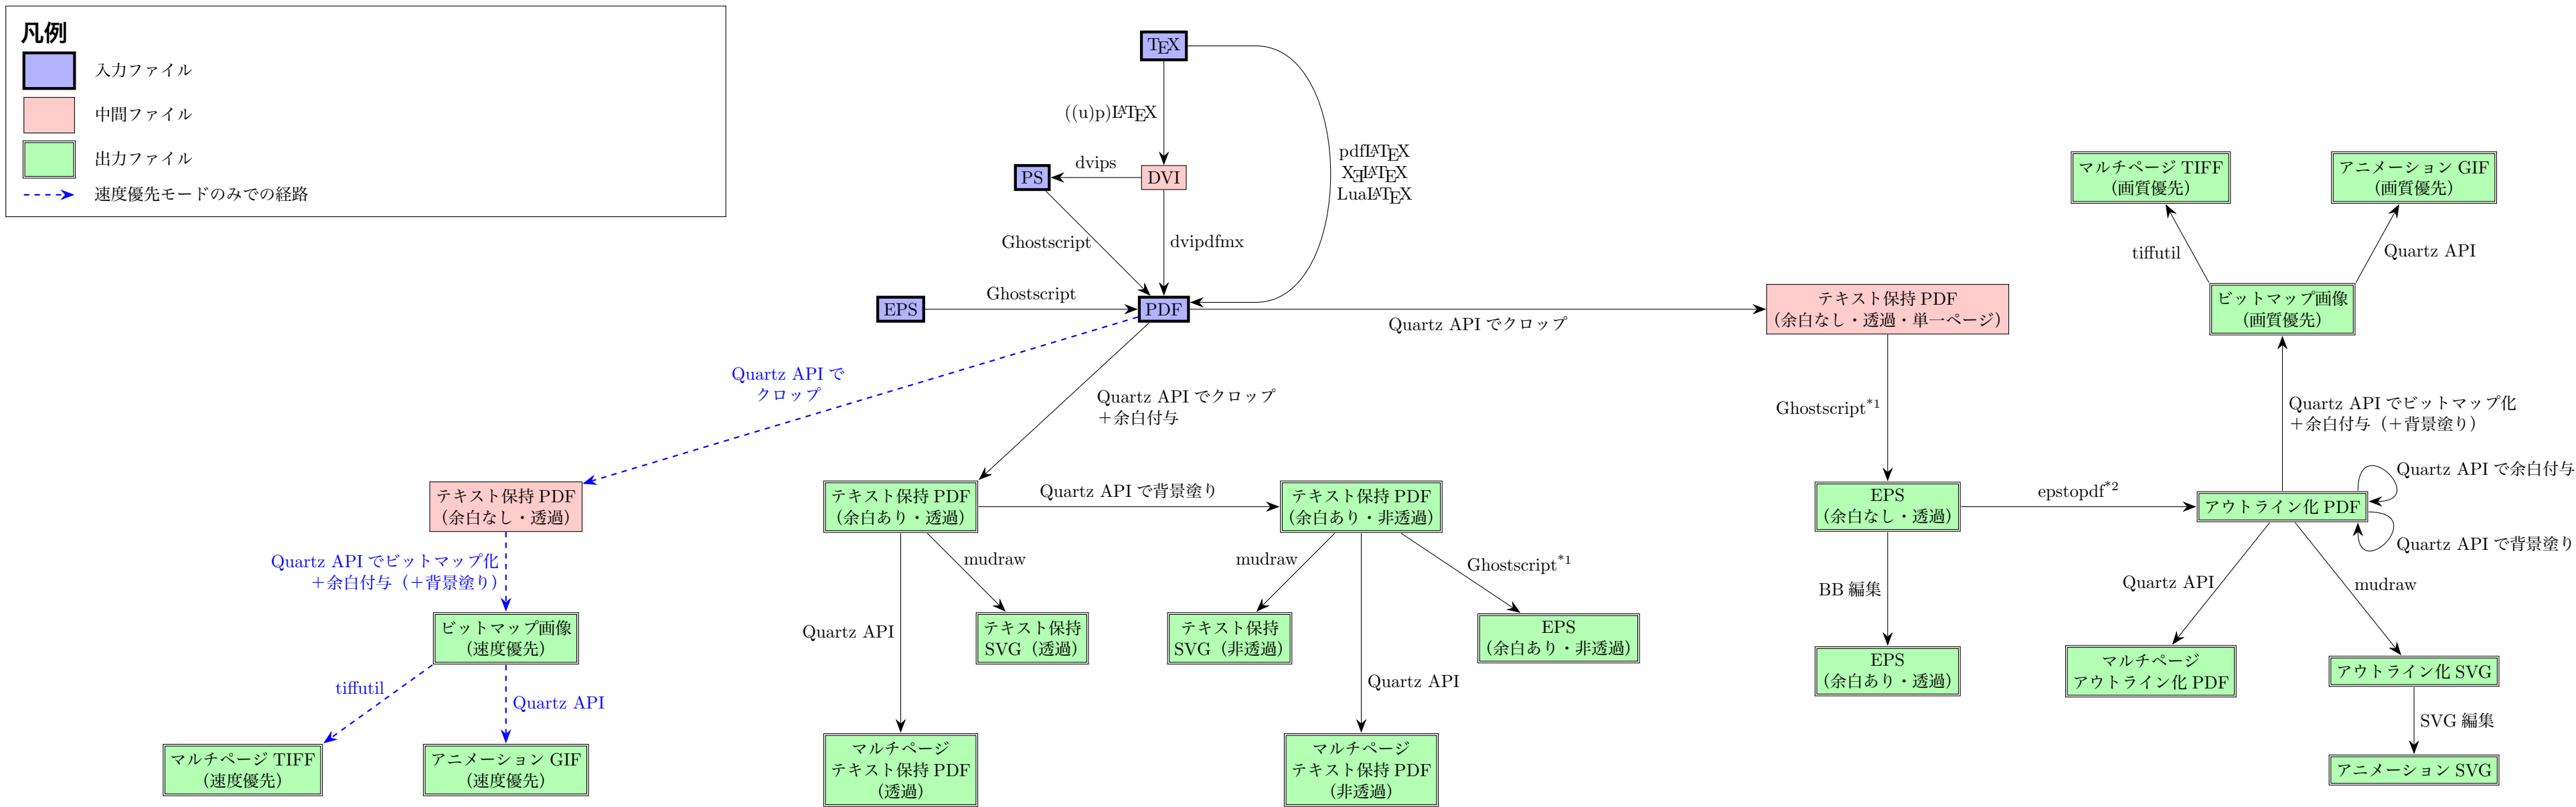 凡例
入力ファイル
中間ファイル
出力ファイル
速度優先モードのみでの経路
TEX
((u)p)LATEX
pdfLATEX
XƎLATEX
LuaLATEX
dvips
PS
DVI
Ghostscript
dvipdfmx
EPS
Ghostscript
PDF
Quartz API でクロップ
テキスト保持 PDF
（余白なし・透過・単一ページ）
マルチページ TIFF
（画質優先）
アニメーション GIF
（画質優先）
tiffutil
Quartz API
ビットマップ画像
（画質優先）
Quartz API で
クロップ
Quartz API でクロップ
＋余白付与
Ghostscript*1
Quartz API でビットマップ化
＋余白付与（＋背景塗り）
テキスト保持 PDF
（余白なし・透過）
テキスト保持 PDF
（余白あり・透過）
Quartz API で背景塗り
テキスト保持 PDF
（余白あり・非透過）
EPS
（余白なし・透過）
epstopdf*2
アウトライン化 PDF
Quartz API で余白付与
Quartz API で背景塗り
Quartz API でビットマップ化
＋余白付与（＋背景塗り）
mudraw
mudraw
Ghostscript*1
BB 編集
Quartz API
mudraw
ビットマップ画像
（速度優先）
Quartz API
テキスト保持
SVG（透過）
テキスト保持
SVG（非透過）
EPS
（余白あり・非透過）
EPS
（余白あり・透過）
マルチページ
アウトライン化 PDF
アウトライン化 SVG
tiffutil
Quartz API
Quartz API
SVG 編集
マルチページ TIFF
（速度優先）
アニメーション GIF
（速度優先）
マルチページ
テキスト保持 PDF
（透過）
マルチページ
テキスト保持 PDF
（非透過）
アニメーション SVG